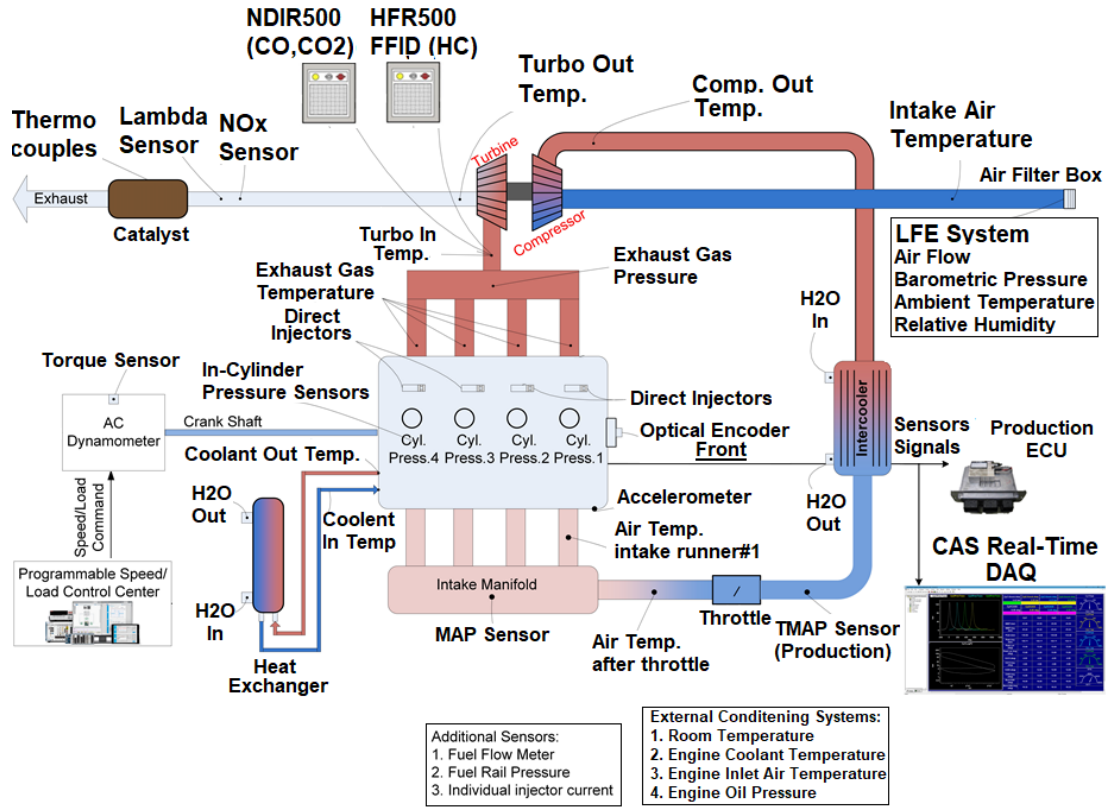 NDIR500
(CO,CO2)
HFR500
FFID (HC)
Turbo Out
Temp.
Comp. Out
Temp.
Intake Air
Temperature
Thermo
couples
Lambda
Sensor
NOx
Sensor
Turbine
Air Filter Box
Exhaust
Catalyst
Compressor
Turbo In
Temp.
LFE System
Air Flow
Barometric Pressure
Ambient Temperature
Relative Humidity
Exhaust Gas
Pressure
Exhaust Gas
Temperature
Direct
Injectors
H2O
In
Torque Sensor
In-Cylinder
Pressure Sensors
Direct Injectors
Intercooler
AC
Dynamometer
Crank Shaft
Cyl.
Press.4
Cyl.
Press.3
Cyl.
Press.2
Cyl.
Press.1
Optical Encoder
Front
Sensors
Signals
Production
ECU
Coolant Out Temp.
H2O
Out
H2O
Out
Speed/Load
Command
Coolent
In Temp
Accelerometer
Air Temp.
intake runner#1
CAS Real-Time
DAQ
Programmable Speed/
Load Control Center
H2O
In
Intake Manifold
MAP Sensor
Air Temp.
after throttle
Throttle
TMAP Sensor
(Production)
Heat
Exchanger
Additional Sensors:
1. Fuel Flow Meter
2. Fuel Rail Pressure
3. Individual injector current
External Conditening Systems:
1. Room Temperature
2. Engine Coolant Temperature
3. Engine Inlet Air Temperature
4. Engine Oil Pressure